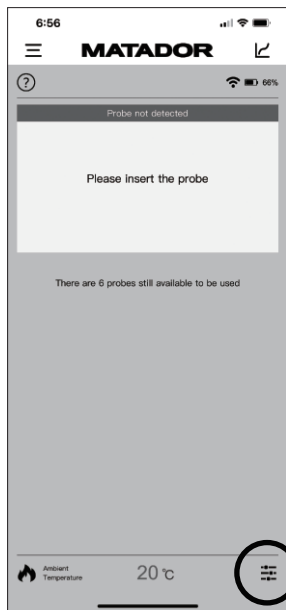 6:56
MATADOR
?
66%
Probe not detected
Please insert the probe
There are 6 probes still available to be used
Ambient
Temperature
20 °C